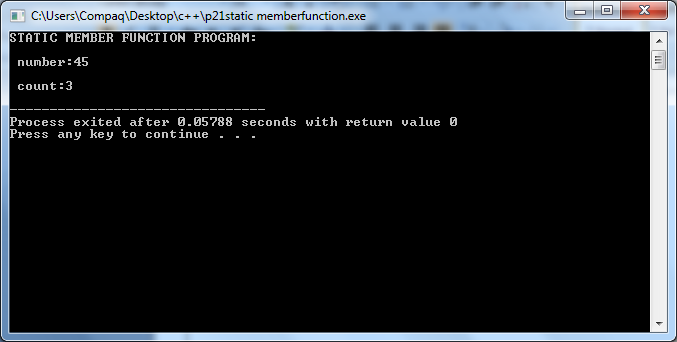 C:\Users\Compaq\Desktop\c++\p21static memberfunction.exe
STATIC MEMBER FUNCTION PROGRAM:
number:45
count:3
--------------------------------
Process exited after 0.05788 seconds with return value 0
Press any key to continue . . .